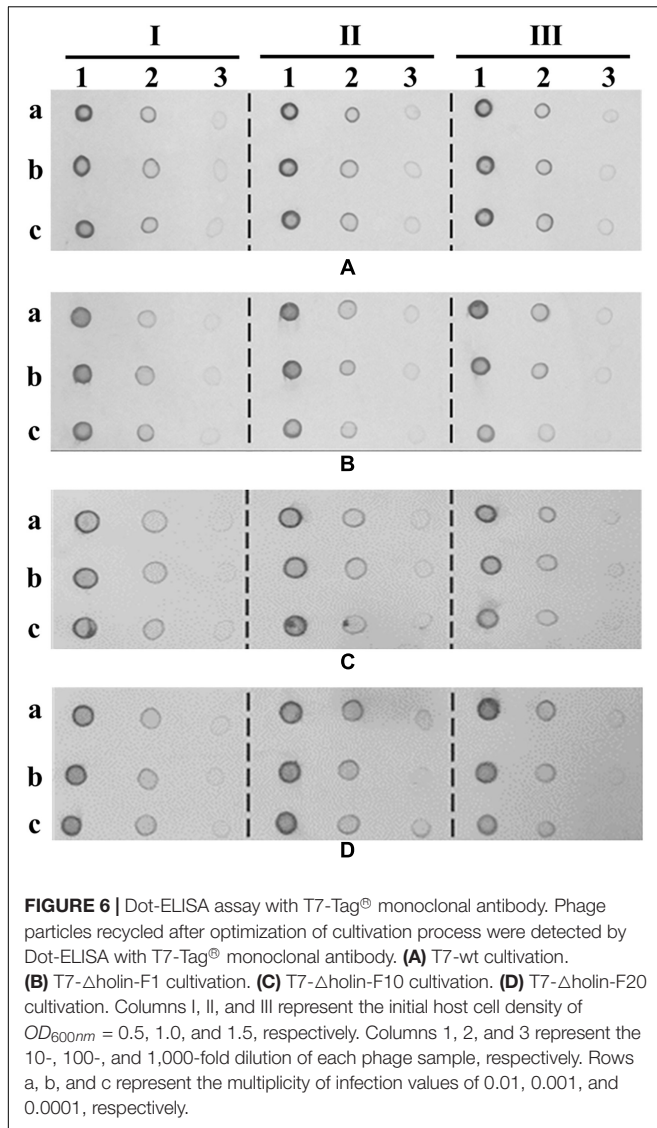 I II III
1 2 3 1 2 3 1 2 3
a
b
c
A
a
b
c
B
a
b
c
C
a
b
c
D
FIGURE 6 | Dot-ELISA assay with T7-Tag® monoclonal antibody. Phage
particles recycled after optimization of cultivation process were detected by
Dot-ELISA with T7-Tag® monoclonal antibody. (A) T7-wt cultivation.
(B) T7-△holin-F1 cultivation. (C) T7-△holin-F10 cultivation. (D) T7-△holin-F20
cultivation. Columns I, II, and III represent the initial host cell density of
OD600nm = 0.5, 1.0, and 1.5, respectively. Columns 1, 2, and 3 represent the
10-, 100-, and 1,000-fold dilution of each phage sample, respectively. Rows
a, b, and c represent the multiplicity of infection values of 0.01, 0.001, and
0.0001, respectively.